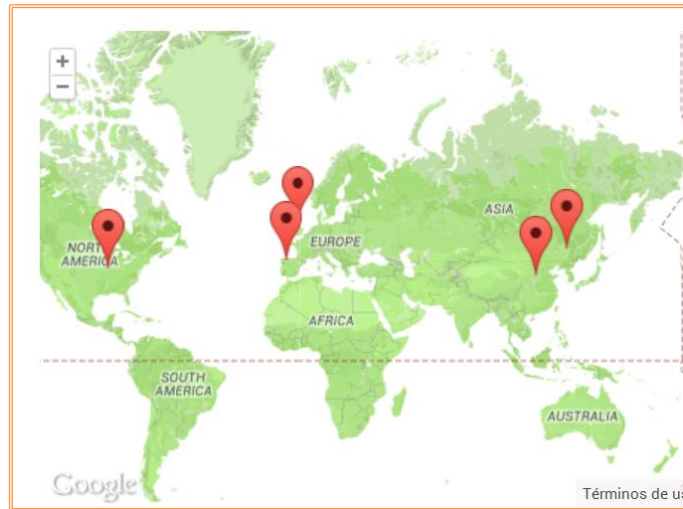 +
−
ASIA
NORTH
AMERICA
EUROPE
AFRICA
SOUTH
AMERICA
AUSTRALIA
Google
Términos de us